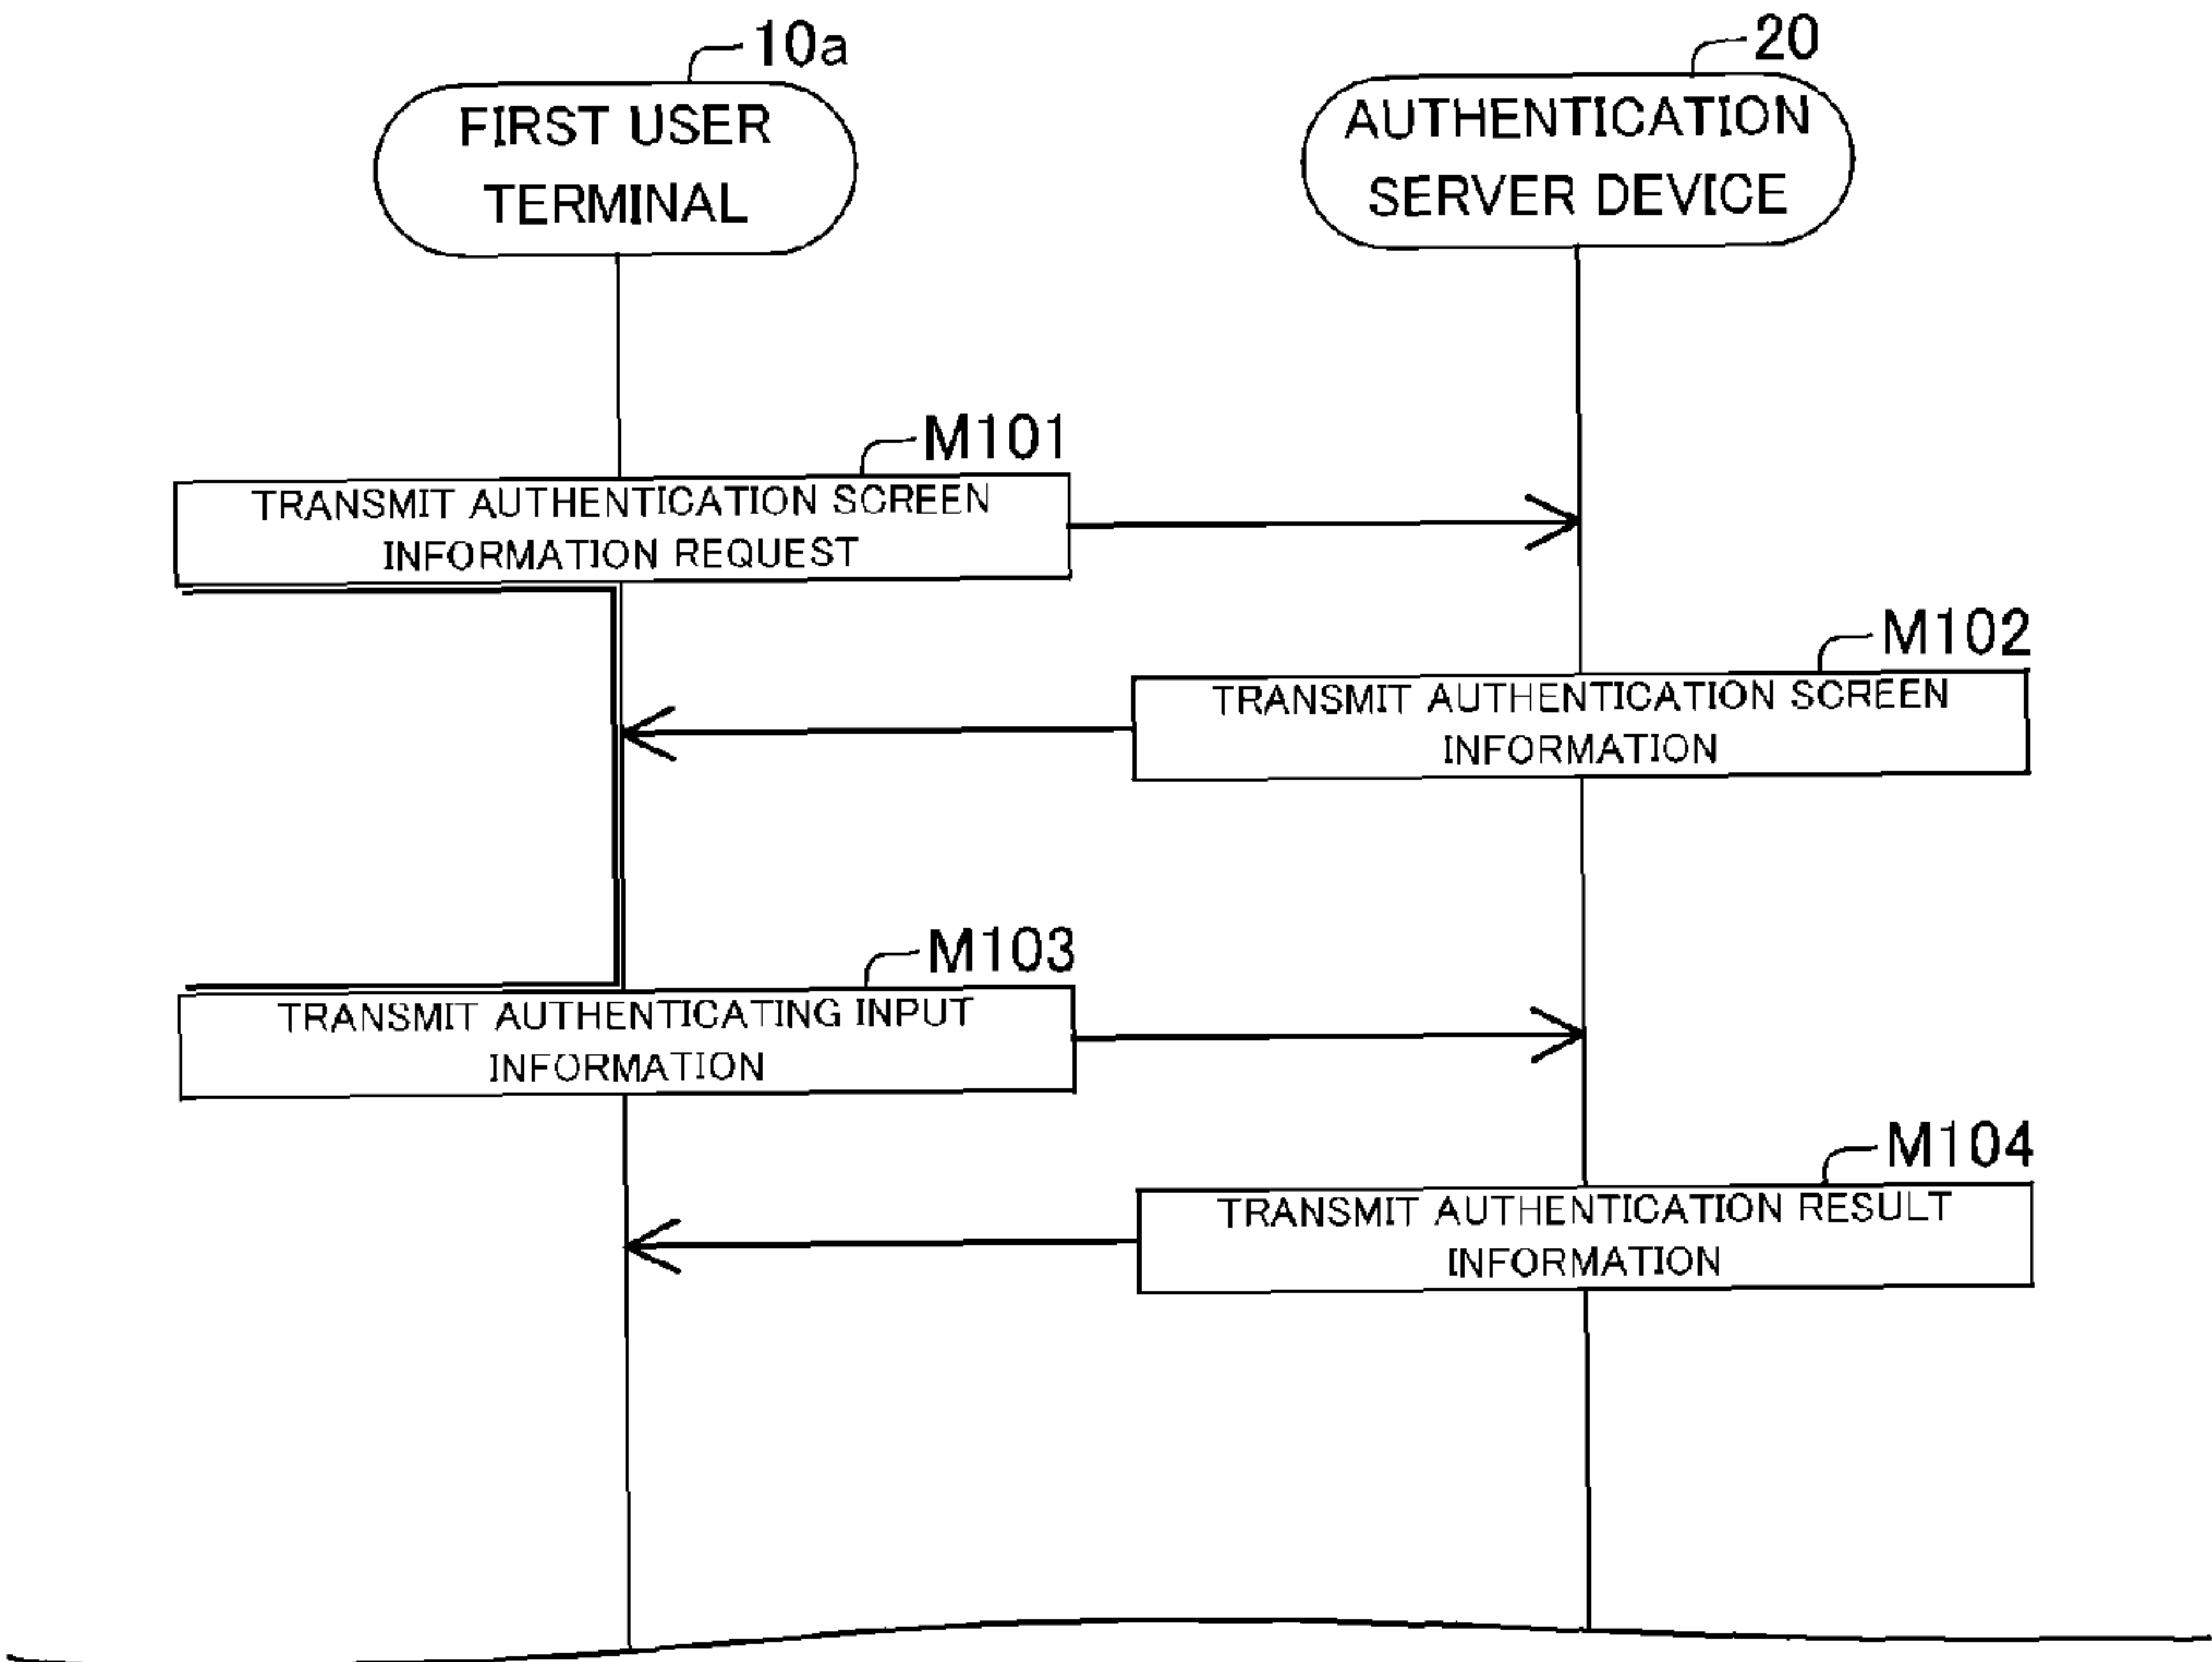 10a
FIRST USER
TERMINAL
20
AUTHENTICATION
SERVER DEVICE
M101
TRANSMIT AUTHENTICATION SCREEN
INFORMATION REQUEST
M102
TRANSMIT AUTHENTICATION SCREEN
INFORMATION
M103
TRANSMIT AUTHENTICATING INPUT
INFORMATION
M104
TRANSMIT AUTHENTICATION RESULT
INFORMATION